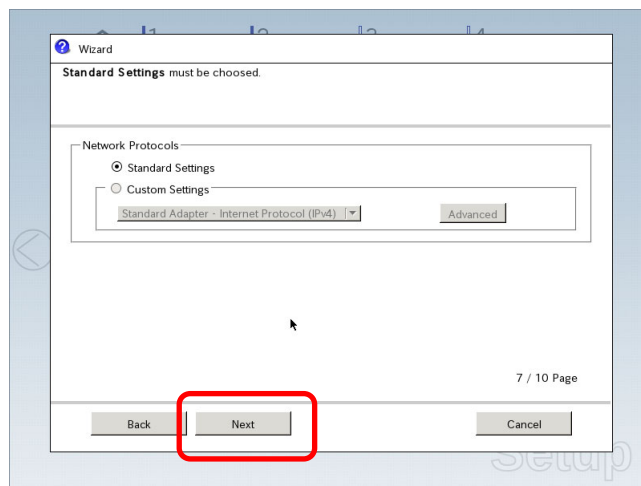 Wizard
Standard Settings must be choosed.
Network Protocols
Standard Settings
Custom Settings
Standard Adapter - Internet Protocol (IPv4)
Advanced
7 / 10 Page
Back Next Cancel
Setup